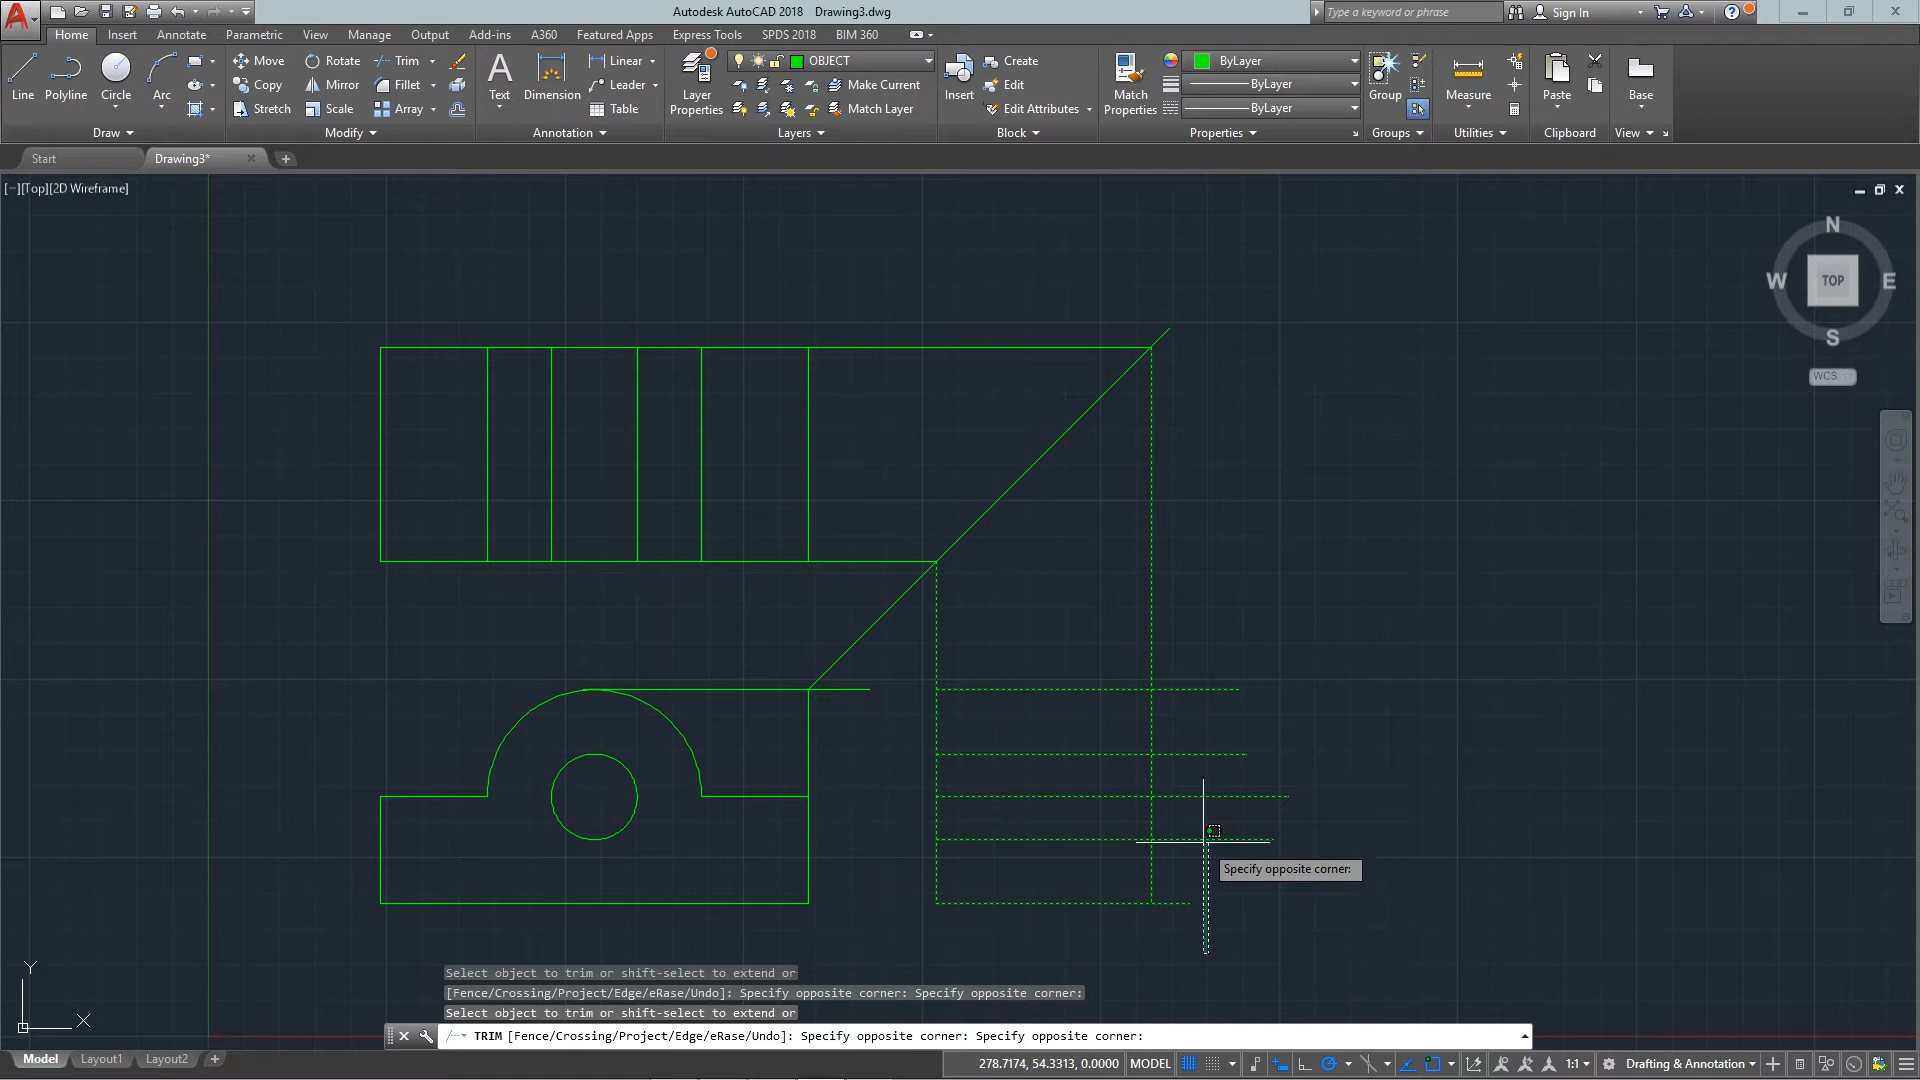 Autodesk AutoCAD 2018 Drawing3.dwg
Type a keyword or phrase
Sign In
Home Insert Annotate Parametric View Manage Output Add-ins A360 Featured Apps Express Tools SPDS 2018 BIM 360
Line Polyline Circle Arc
Draw
Move Rotate Trim
Copy Mirror Fillet
Stretch Scale Array
Modify
Text Dimension
Linear
Leader
Table
Annotation
Layer Properties
OBJECT
Make Current
Match Layer
Layers
Insert
Create
Edit
Edit Attributes
Block
Match Properties
ByLayer
ByLayer
ByLayer
Properties
Group
Groups
Measure
Utilities
Paste
Clipboard
Base
View
Start Drawing3*
[−][Top][2D Wireframe]
N
W TOP E
S
WCS
Specify opposite corner:
Y
X
Select object to trim or shift-select to extend or
[Fence/Crossing/Project/Edge/eRase/Undo]: Specify opposite corner: Specify opposite corner:
Select object to trim or shift-select to extend or
TRIM [Fence/Crossing/Project/Edge/eRase/Undo]: Specify opposite corner: Specify opposite corner:
Model Layout1 Layout2
278.7174, 54.3313, 0.0000 MODEL
1:1
Drafting & Annotation